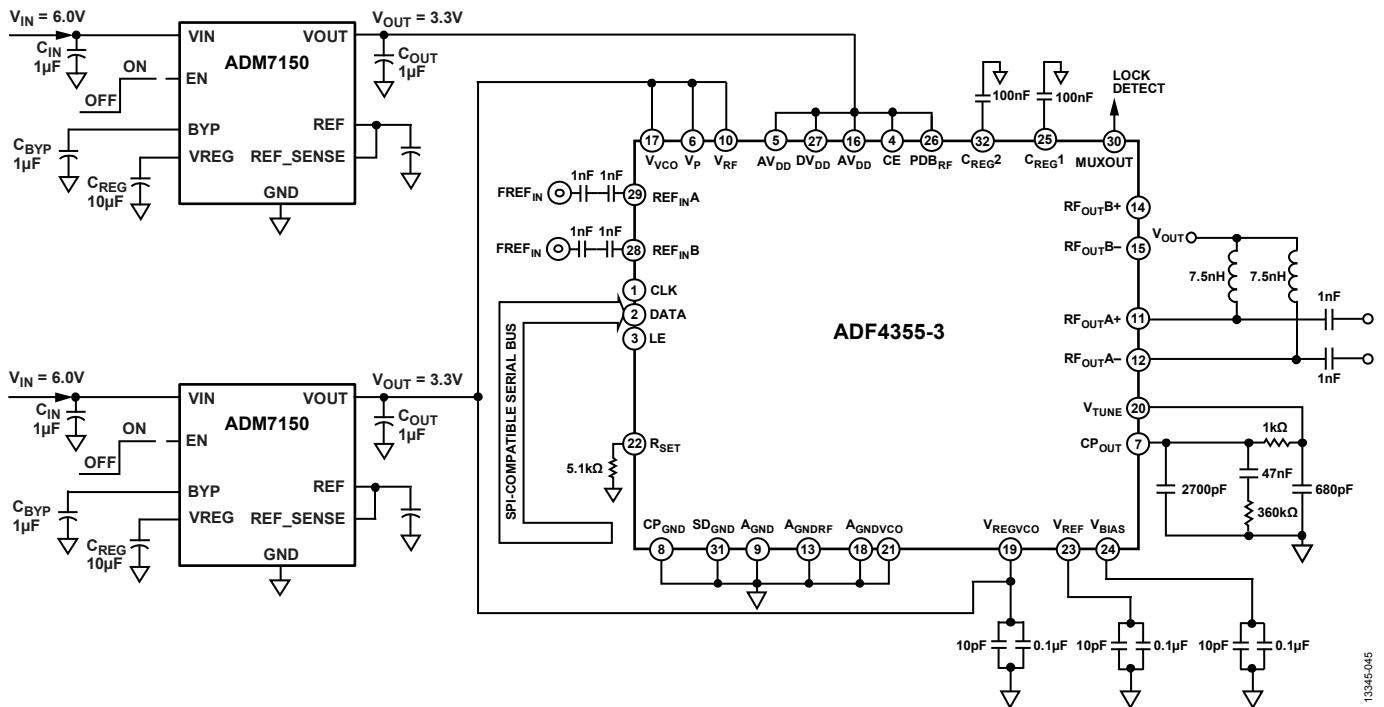 VIN = 6.0V
VOUT = 3.3V
CIN
1µF
VIN
VOUT
ADM7150
COUT
1µF
ON
EN
OFF
BYP
REF
CBYP
1µF
VREG
REF_SENSE
CREG
10µF
GND
100nF
100nF
LOCK
DETECT
17
6
10
5
27
16
4
26
32
25
30
VVCO
VP
VRF
AVDD
DVDD
AVDD
CE
PDBRF
CREG2
CREG1
MUXOUT
FREFIN
1nF
1nF
29
REFINA
FREFIN
1nF
1nF
28
REFINB
1
CLK
2
DATA
3
LE
SPI-COMPATIBLE SERIAL BUS
ADF4355-3
RFOUTB+
14
RFOUTB–
15
VOUT
7.5nH
7.5nH
1nF
RFOUTA+
11
RFOUTA–
12
1nF
VTUNE
20
CPOUT
7
1kΩ
2700pF
47nF
680pF
360kΩ
22
RSET
5.1kΩ
VIN = 6.0V
VOUT = 3.3V
CIN
1µF
VIN
VOUT
ADM7150
COUT
1µF
ON
EN
OFF
BYP
REF
CBYP
1µF
VREG
REF_SENSE
CREG
10µF
GND
CPGND
SDGND
AGND
AGNDRF
AGNDVCO
VREGVCO
VREF
VBIAS
8
31
9
13
18
21
19
23
24
10pF
0.1µF
10pF
0.1µF
10pF
0.1µF
13345-045